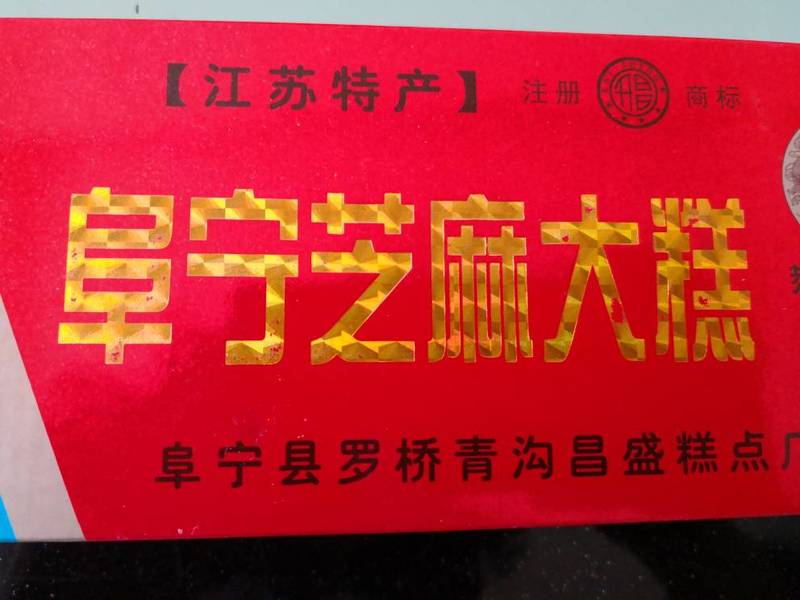 【江苏特产】 注册 商标
阜宁芝麻大糕
阜宁县罗桥青沟昌盛糕点厂